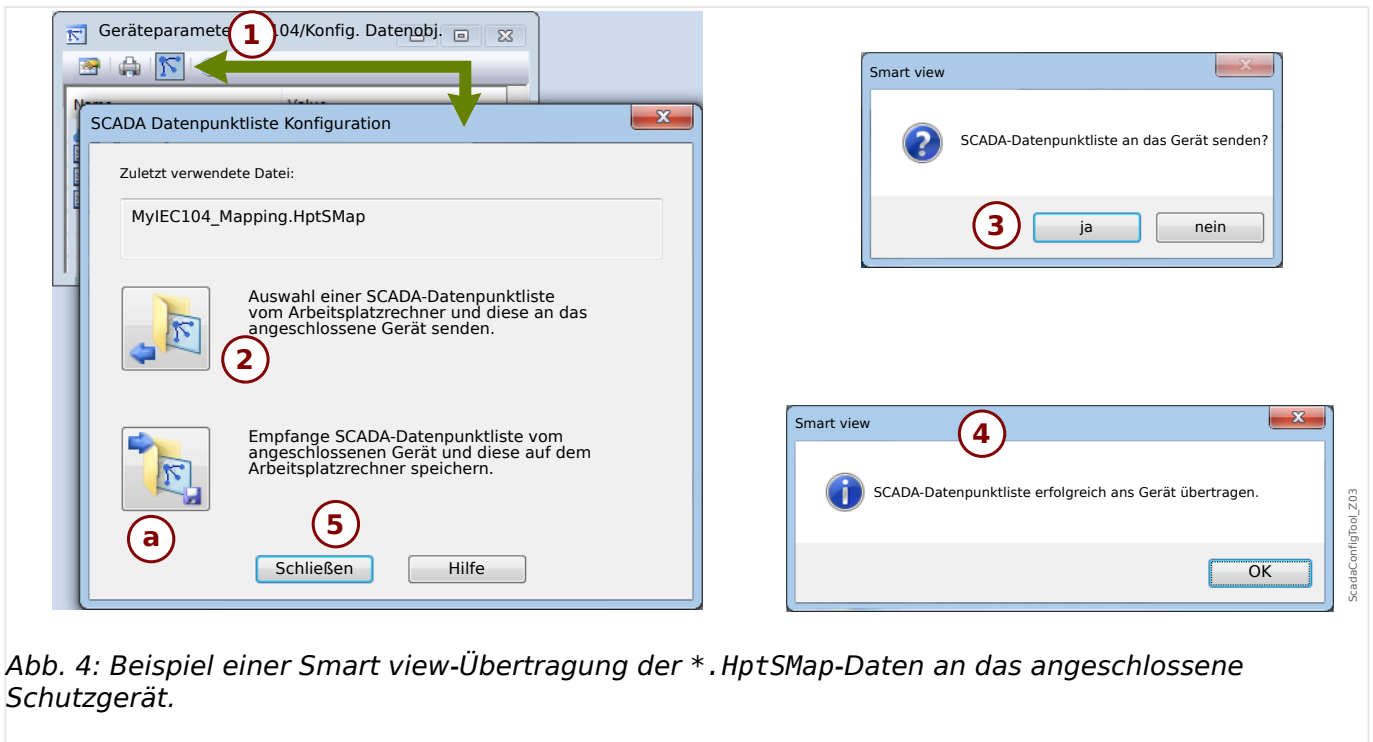 Geräteparamete
1
104/Konfig. Datenobj.
Name
Value
SCADA Datenpunktliste Konfiguration
Zuletzt verwendete Datei:
MyIEC104_Mapping.HptSMap
Auswahl einer SCADA-Datenpunktliste
vom Arbeitsplatzrechner und diese an das
angeschlossene Gerät senden.
2
Empfange SCADA-Datenpunktliste vom
angeschlossenen Gerät und diese auf dem
Arbeitsplatzrechner speichern.
a
5
Schließen
Hilfe
Smart view
SCADA-Datenpunktliste an das Gerät senden?
3
ja
nein
Smart view
4
SCADA-Datenpunktliste erfolgreich ans Gerät übertragen.
OK
ScadaConfigTool_Z03
Abb. 4: Beispiel einer Smart view-Übertragung der *.HptSMap-Daten an das angeschlossene
Schutzgerät.